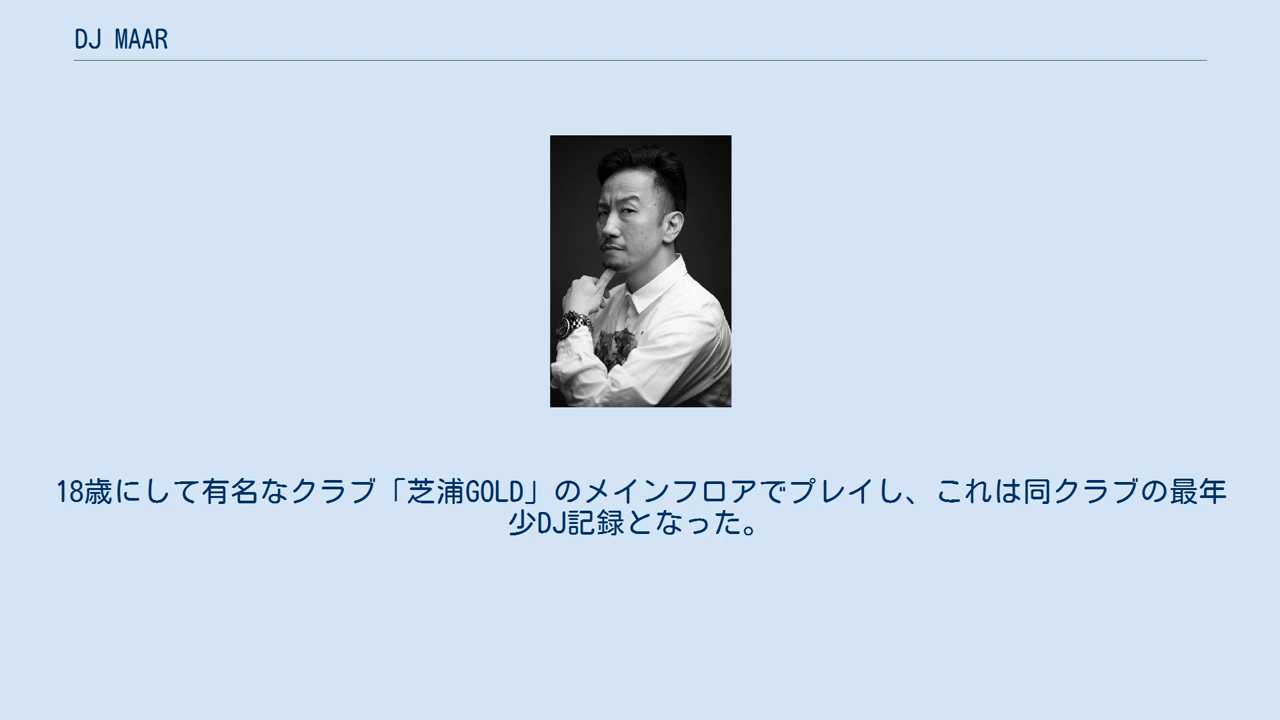 DJ MAAR
18歳にして有名なクラブ「芝浦GOLD」のメインフロアでプレイし、これは同クラブの最年
少DJ記録となった。